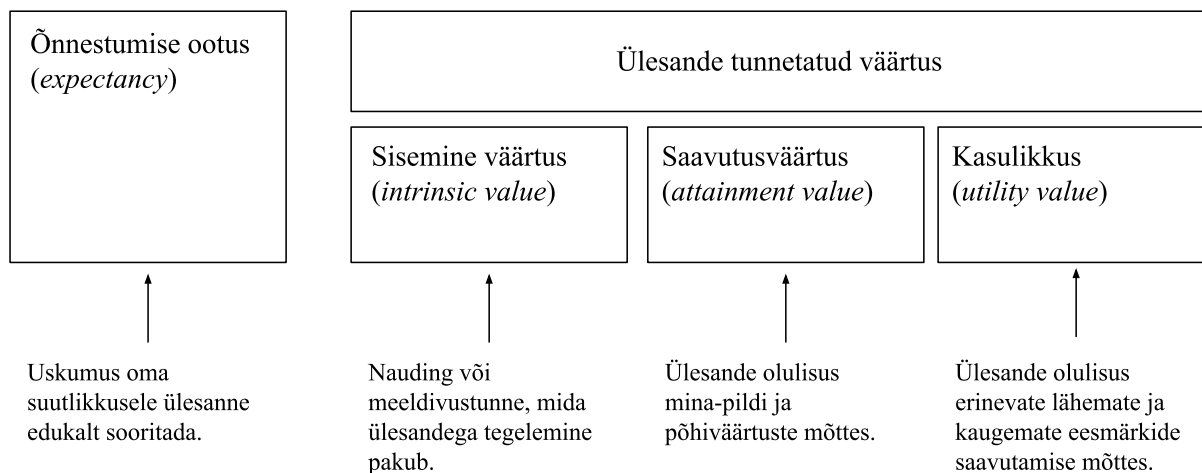 Õnnestumise ootus
(expectancy)
Ülesande tunnetatud väärtus
Sisemine väärtus
(intrinsic value)
Saavutusväärtus
(attainment value)
Kasulikkus
(utility value)
Uskumus oma
suutlikkusele ülesanne
edukalt sooritada.
Nauding või
meeldivustunne, mida
ülesandega tegelemine
pakub.
Ülesande olulisus
mina-pildi ja
põhiväärtuste mõttes.
Ülesande olulisus
erinevate lähemate ja
kaugemate eesmärkide
saavutamise mõttes.